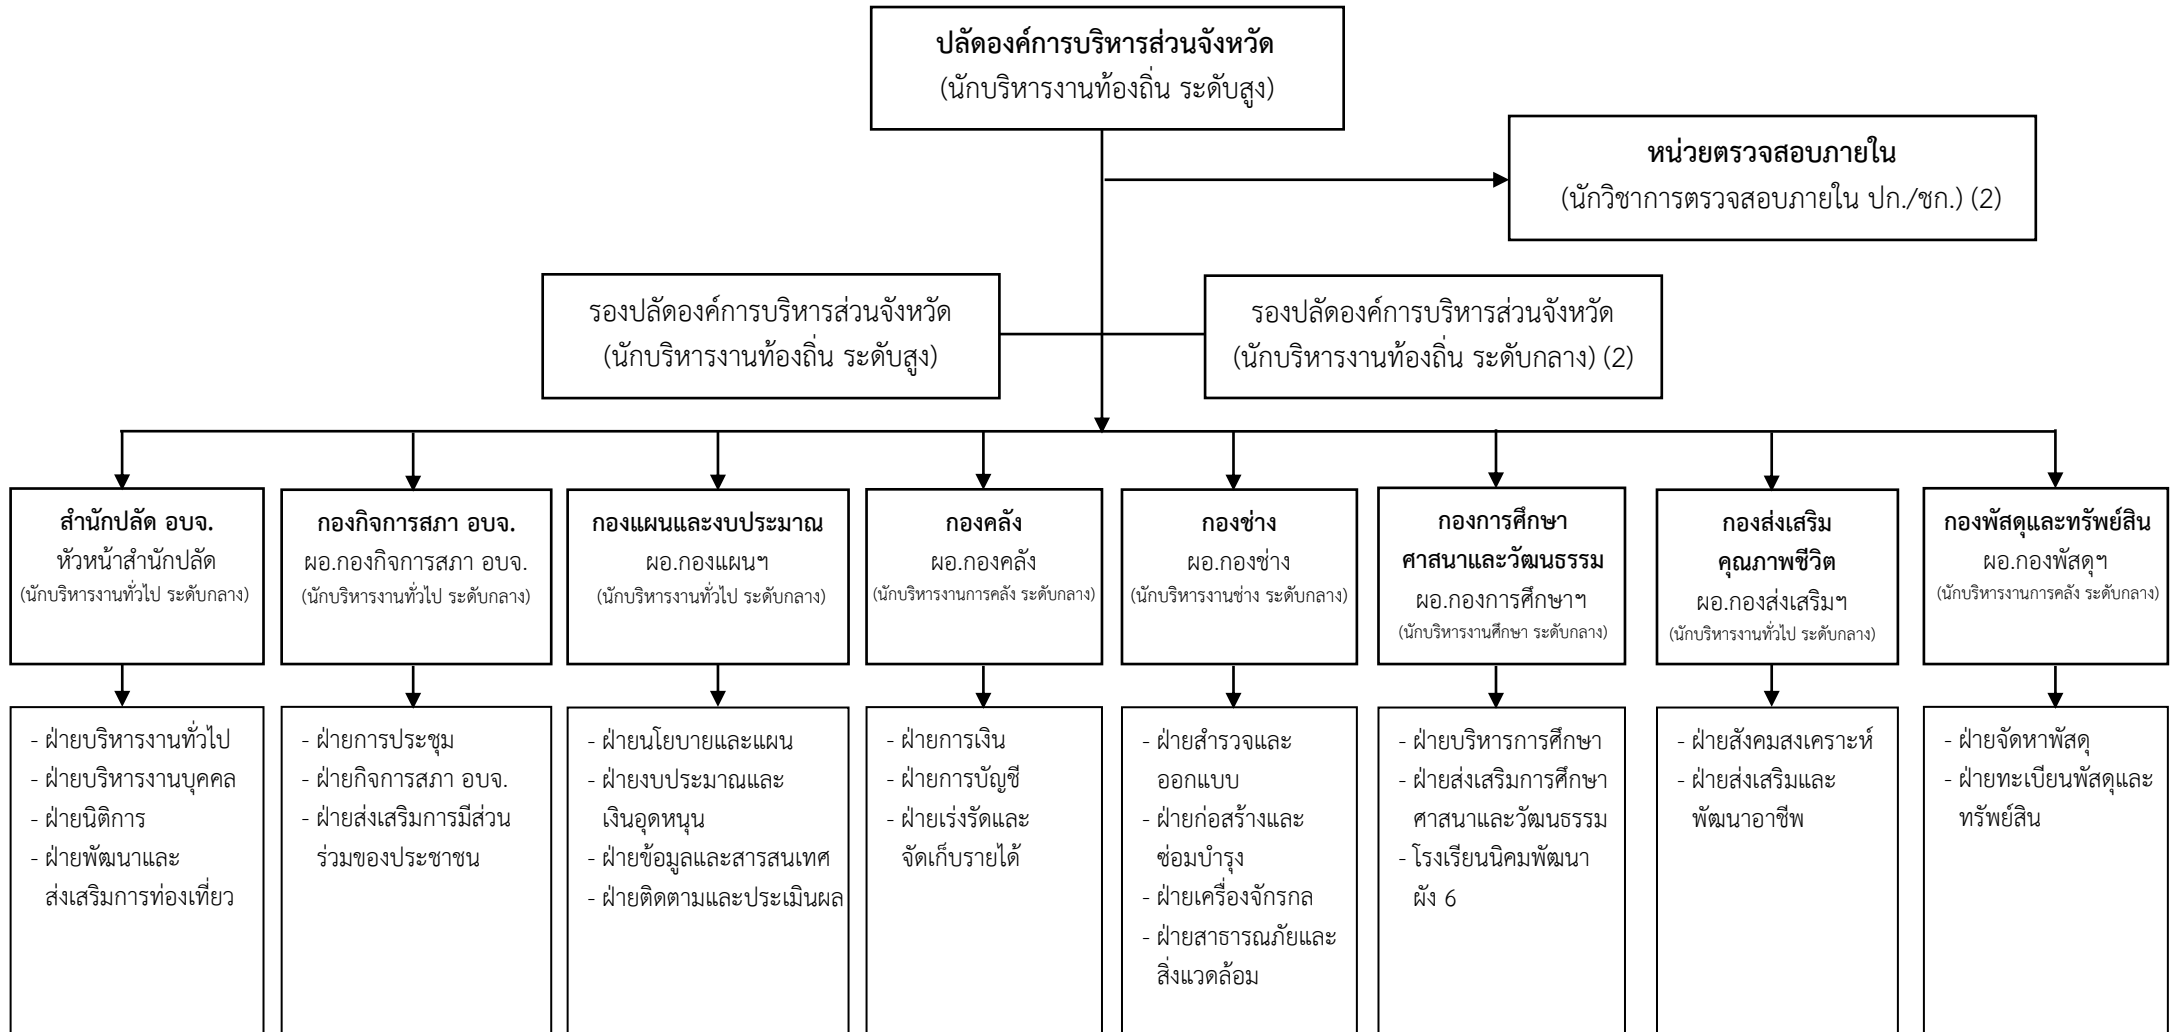 ปลัดองค์การบริหารส่วนจังหวัด
(นักบริหารงานท้องถิ่น ระดับสูง)
หน่วยตรวจสอบภายใน
(นักวิชาการตรวจสอบภายใน ปก./ชก.) (2)
รองปลัดองค์การบริหารส่วนจังหวัด
(นักบริหารงานท้องถิ่น ระดับสูง)
รองปลัดองค์การบริหารส่วนจังหวัด
(นักบริหารงานท้องถิ่น ระดับกลาง) (2)
สำนักปลัด อบจ.
หัวหน้าสำนักปลัด
(นักบริหารงานทั่วไป ระดับกลาง)
กองกิจการสภา อบจ.
ผอ.กองกิจการสภา อบจ.
(นักบริหารงานทั่วไป ระดับกลาง)
กองแผนและงบประมาณ
ผอ.กองแผนฯ
(นักบริหารงานทั่วไป ระดับกลาง)
กองคลัง
ผอ.กองคลัง
(นักบริหารงานการคลัง ระดับกลาง)
กองช่าง
ผอ.กองช่าง
(นักบริหารงานช่าง ระดับกลาง)
กองการศึกษา
ศาสนาและวัฒนธรรม
ผอ.กองการศึกษาฯ
(นักบริหารงานศึกษา ระดับกลาง)
กองส่งเสริม
คุณภาพชีวิต
ผอ.กองส่งเสริมฯ
(นักบริหารงานทั่วไป ระดับกลาง)
กองพัสดุและทรัพย์สิน
ผอ.กองพัสดุฯ
(นักบริหารงานการคลัง ระดับกลาง)
- ฝ่ายบริหารงานทั่วไป
- ฝ่ายบริหารงานบุคคล
- ฝ่ายนิติการ
- ฝ่ายพัฒนาและ
ส่งเสริมการท่องเที่ยว
- ฝ่ายการประชุม
- ฝ่ายกิจการสภา อบจ.
- ฝ่ายส่งเสริมการมีส่วน
ร่วมของประชาชน
- ฝ่ายนโยบายและแผน
- ฝ่ายงบประมาณและ
เงินอุดหนุน
- ฝ่ายข้อมูลและสารสนเทศ
- ฝ่ายติดตามและประเมินผล
- ฝ่ายการเงิน
- ฝ่ายการบัญชี
- ฝ่ายเร่งรัดและ
จัดเก็บรายได้
- ฝ่ายสำรวจและ
ออกแบบ
- ฝ่ายก่อสร้างและ
ซ่อมบำรุง
- ฝ่ายเครื่องจักรกล
- ฝ่ายสาธารณภัยและ
สิ่งแวดล้อม
- ฝ่ายบริหารการศึกษา
- ฝ่ายส่งเสริมการศึกษา
ศาสนาและวัฒนธรรม
- โรงเรียนนิคมพัฒนา
ผัง 6
- ฝ่ายสังคมสงเคราะห์
- ฝ่ายส่งเสริมและ
พัฒนาอาชีพ
- ฝ่ายจัดหาพัสดุ
- ฝ่ายทะเบียนพัสดุและ
ทรัพย์สิน